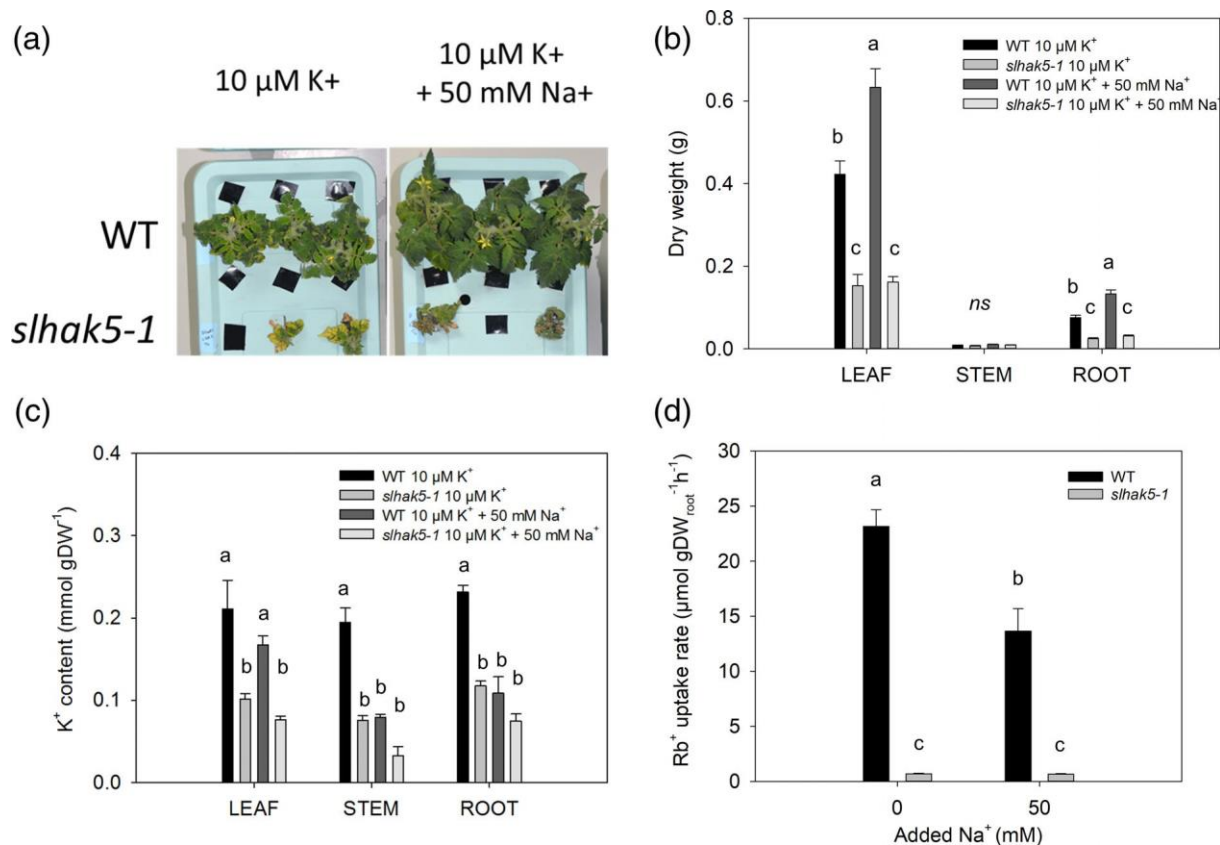 (a)
10 μM K+
10 μM K+
+ 50 mM Na+
WT
slhak5-1
(b)
Dry weight (g)
0.8
0.6
0.4
0.2
0.0
WT 10 μM K⁺
slhak5-1 10 μM K⁺
WT 10 μM K⁺ + 50 mM Na⁺
slhak5-1 10 μM K⁺ + 50 mM Na⁺
b
c
a
c
ns
b
c
a
c
LEAF
STEM
ROOT
(c)
K⁺ content (mmol gDW⁻¹)
0.4
0.3
0.2
0.1
0.0
WT 10 μM K⁺
slhak5-1 10 μM K⁺
WT 10 μM K⁺ + 50 mM Na⁺
slhak5-1 10 μM K⁺ + 50 mM Na⁺
a
b
a
b
a
b
b
b
a
b
b
b
LEAF
STEM
ROOT
(d)
Rb⁺ uptake rate (μmol gDW_root⁻¹h⁻¹)
30
25
20
15
10
5
0
WT
slhak5-1
a
c
b
c
0
50
Added Na⁺ (mM)